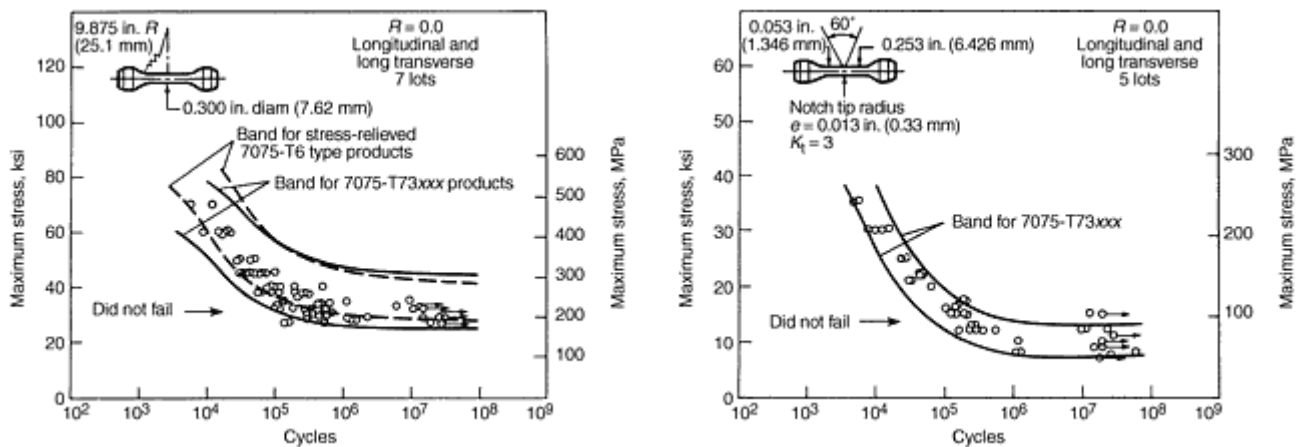 9.875 in. R
(25.1 mm)
R = 0.0
Longitudinal and
long transverse
7 lots
0.300 in. diam (7.62 mm)
Band for stress-relieved
7075-T6 type products
Band for 7075-T73xxx products
Did not fail
Maximum stress, ksi
120
100
80
60
40
20
0
Maximum stress, MPa
600
500
400
300
200
100
10² 10³ 10⁴ 10⁵ 10⁶ 10⁷ 10⁸ 10⁹
Cycles
0.053 in.
(1.346 mm)
60°
0.253 in. (6.426 mm)
R = 0.0
Longitudinal and
long transverse
5 lots
Notch tip radius
e = 0.013 in. (0.33 mm)
Kt = 3
Band for 7075-T73xxx
Did not fail
Maximum stress, ksi
60
50
40
30
20
10
0
Maximum stress, MPa
300
200
100
10² 10³ 10⁴ 10⁵ 10⁶ 10⁷ 10⁸ 10⁹
Cycles